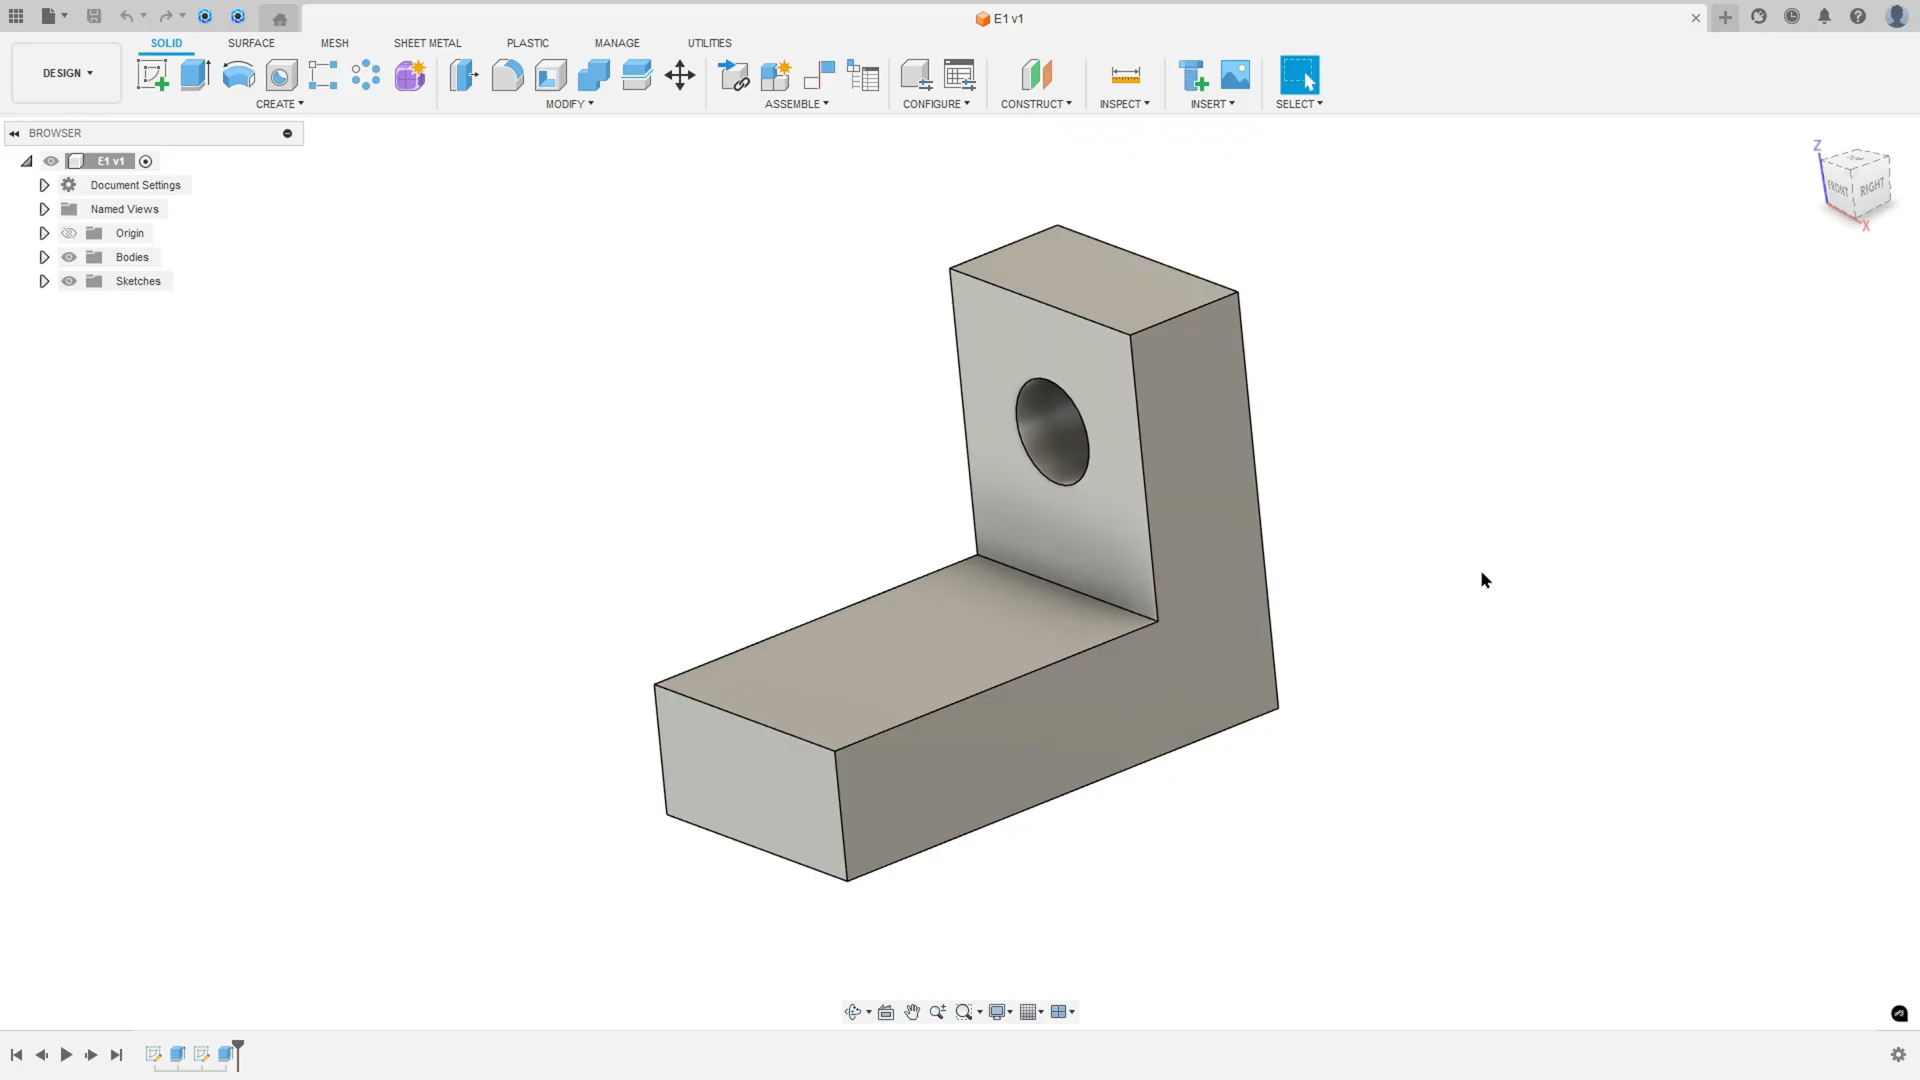 E1 v1
SOLID SURFACE MESH SHEET METAL PLASTIC MANAGE UTILITIES
DESIGN
CREATE MODIFY ASSEMBLE CONFIGURE CONSTRUCT INSPECT INSERT SELECT
BROWSER
E1 v1
Document Settings
Named Views
Origin
Bodies
Sketches
Z
FRONT RIGHT
X